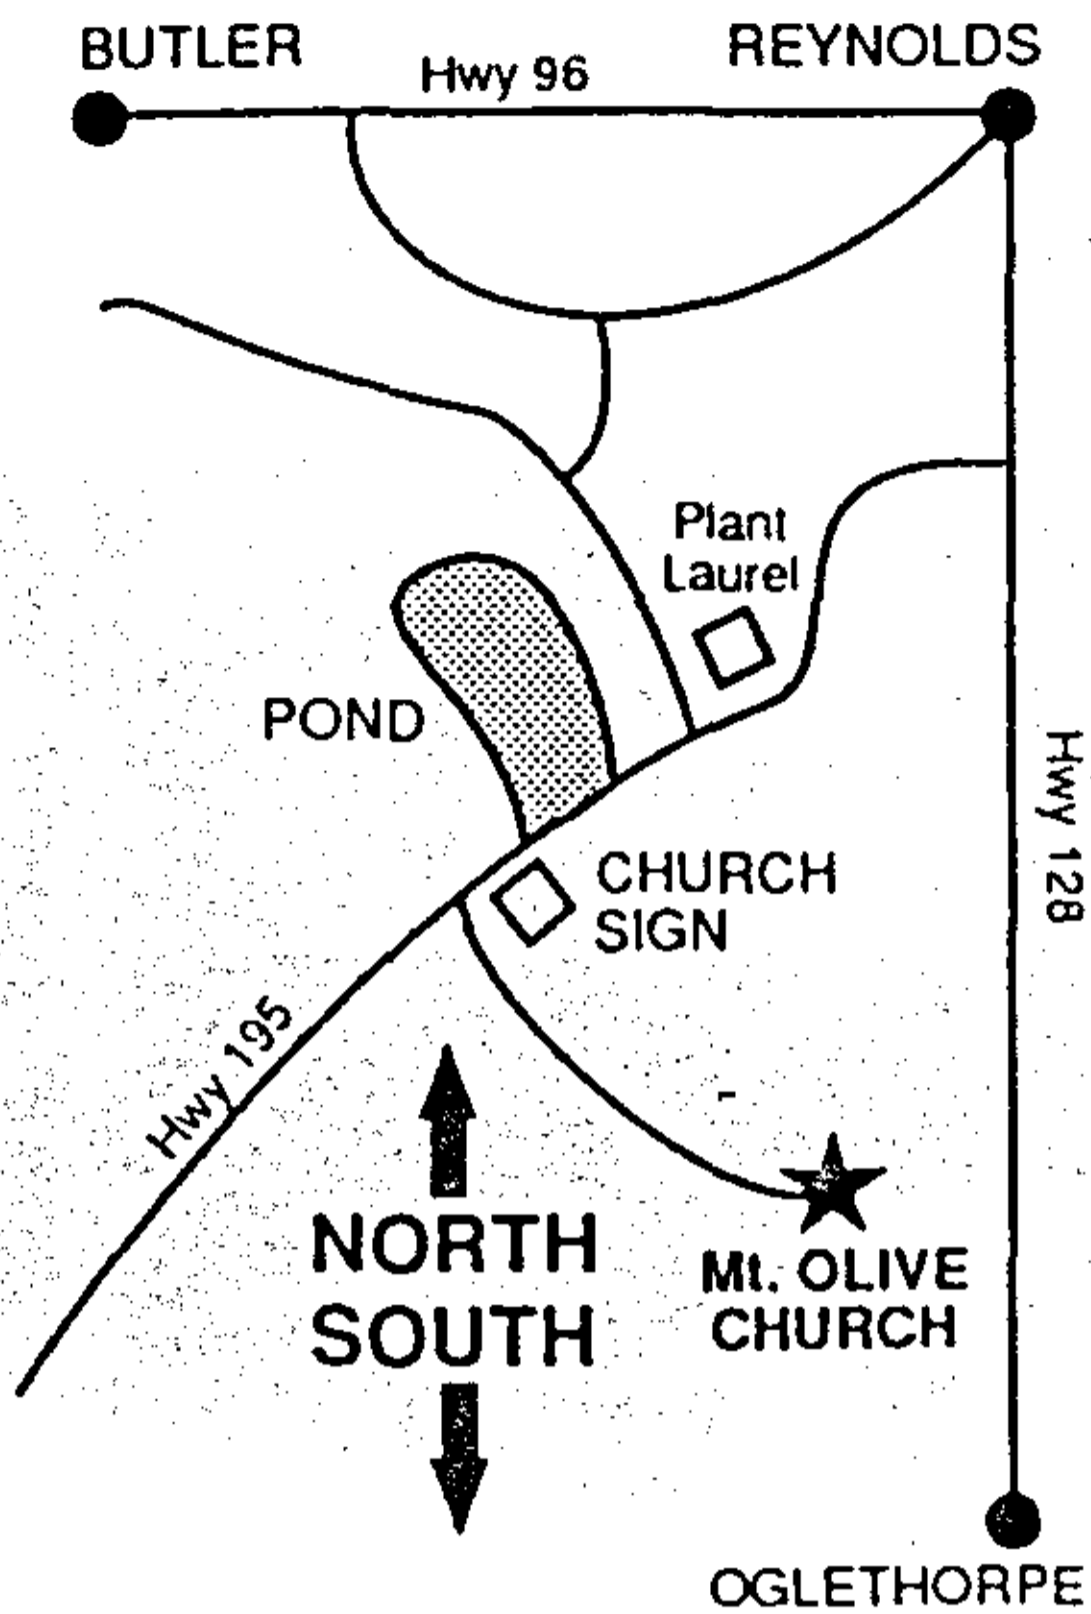 BUTLER
REYNOLDS
Hwy 96
Plant
Laurel
POND
Hwy 128
CHURCH
SIGN
Hwy 195
NORTH
SOUTH
Mt. OLIVE
CHURCH
OGLETHORPE